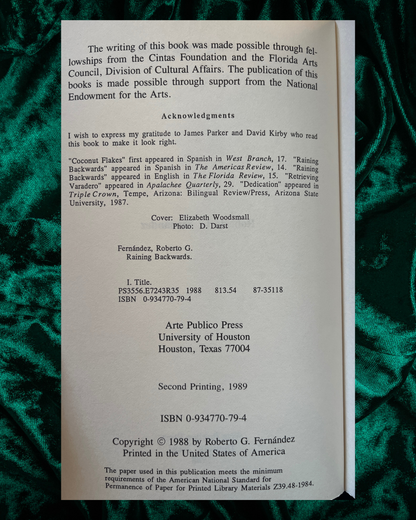 The writing of this book was made possible through fel-
lowships from the Cintas Foundation and the Florida Arts
Council, Division of Cultural Affairs. The publication of this
books is made possible through support from the National
Endowment for the Arts.
Acknowledgments
I wish to express my gratitude to James Parker and David Kirby who read
this book to make it look right.
"Coconut Flakes" first appeared in Spanish in West Branch, 17. "Raining
Backwards" appeared in Spanish in The Americas Review, 14. "Raining
Backwards" appeared in English in The Florida Review, 15. "Retrieving
Varadero" appeared in Apalachee Quarterly, 29. "Dedication" appeared in
Triple Crown, Tempe, Arizona: Bilingual Review/Press, Arizona State
University, 1987.
Cover: Elizabeth Woodsmall
Photo: D. Darst
Fernández, Roberto G.
Raining Backwards.
I. Title.
PS3556.E7243R35 1988 813.54 87-35118
ISBN 0-934770-79-4
Arte Publico Press
University of Houston
Houston, Texas 77004
Second Printing, 1989
ISBN 0-934770-79-4
Copyright © 1988 by Roberto G. Fernández
Printed in the United States of America
The paper used in this publication meets the minimum
requirements of the American National Standard for
Permanence of Paper for Printed Library Materials Z39.48-1984.